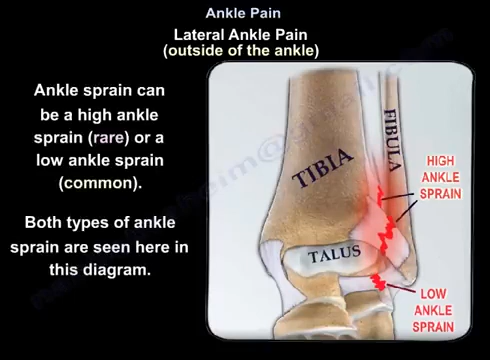 Ankle Pain
Lateral Ankle Pain
(outside of the ankle)
Ankle sprain can
be a high ankle
sprain (rare) or a
low ankle sprain
(common).
Both types of ankle
sprain are seen here in
this diagram.
TIBIA
FIBULA
HIGH
ANKLE
SPRAIN
TALUS
LOW
ANKLE
SPRAIN